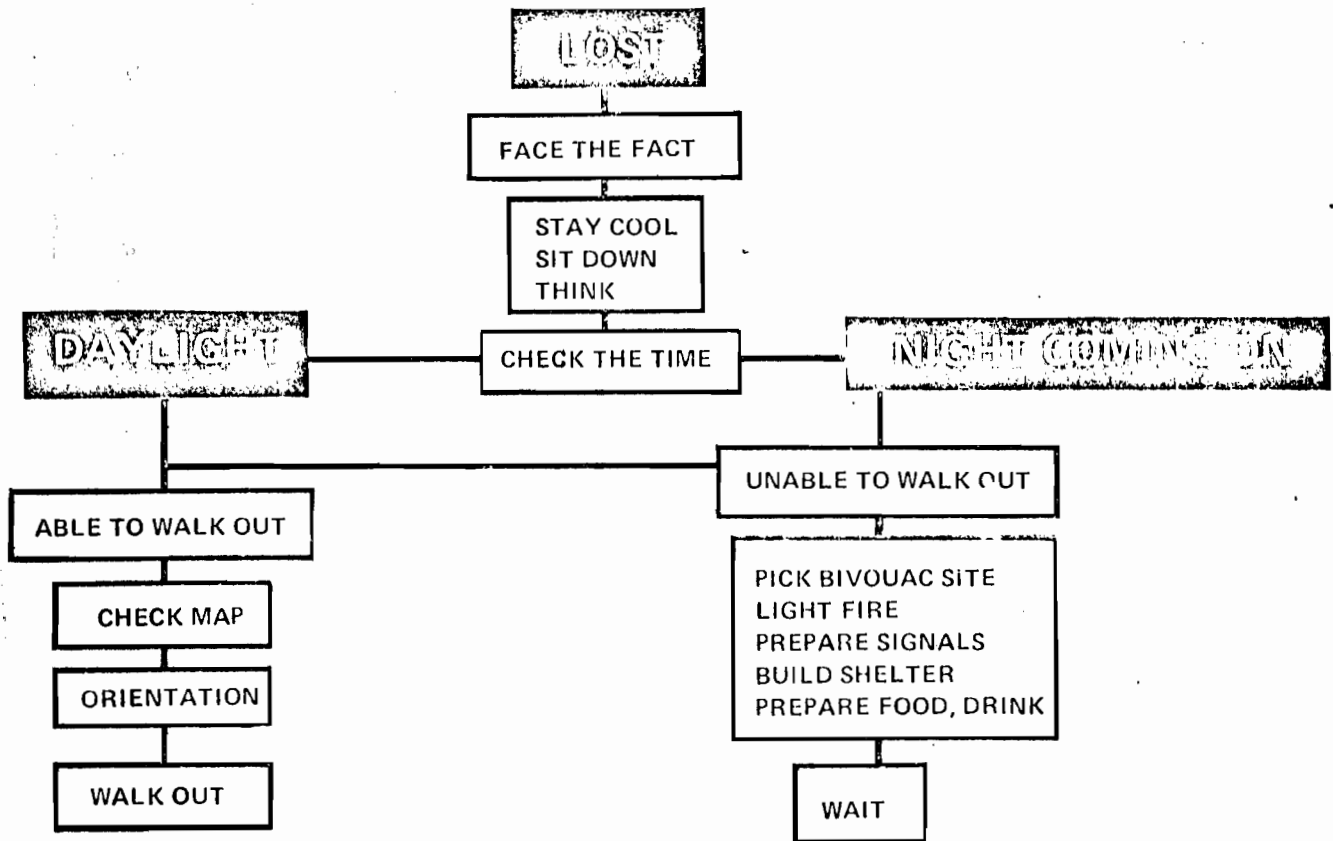 LOST
FACE THE FACT
STAY COOL
SIT DOWN
THINK
DAYLIGHT
CHECK THE TIME
NIGHT COMING ON
UNABLE TO WALK OUT
ABLE TO WALK OUT
PICK BIVOUAC SITE
LIGHT FIRE
PREPARE SIGNALS
BUILD SHELTER
PREPARE FOOD, DRINK
CHECK MAP
ORIENTATION
WALK OUT
WAIT